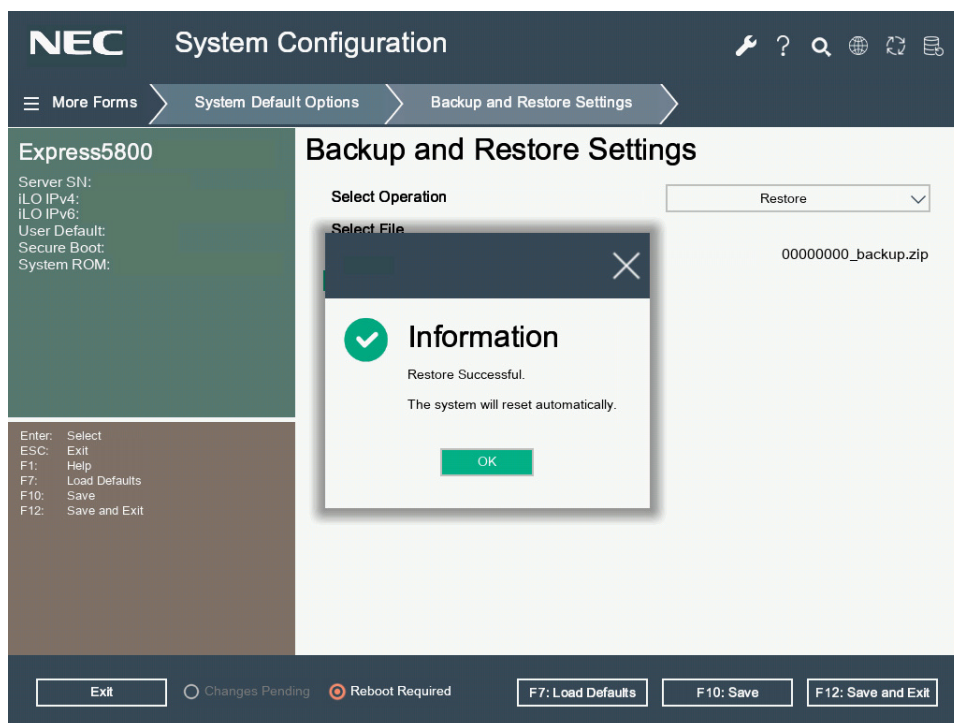 NEC System Configuration
?
More Forms System Default Options Backup and Restore Settings
Express5800
Server SN:
iLO IPv4:
iLO IPv6:
User Default:
Secure Boot:
System ROM:
Backup and Restore Settings
Select Operation Restore
Select File
00000000_backup.zip
Information
Restore Successful.
The system will reset automatically.
OK
Enter: Select
ESC: Exit
F1: Help
F7: Load Defaults
F10: Save
F12: Save and Exit
Exit Changes Pending Reboot Required F7: Load Defaults F10: Save F12: Save and Exit